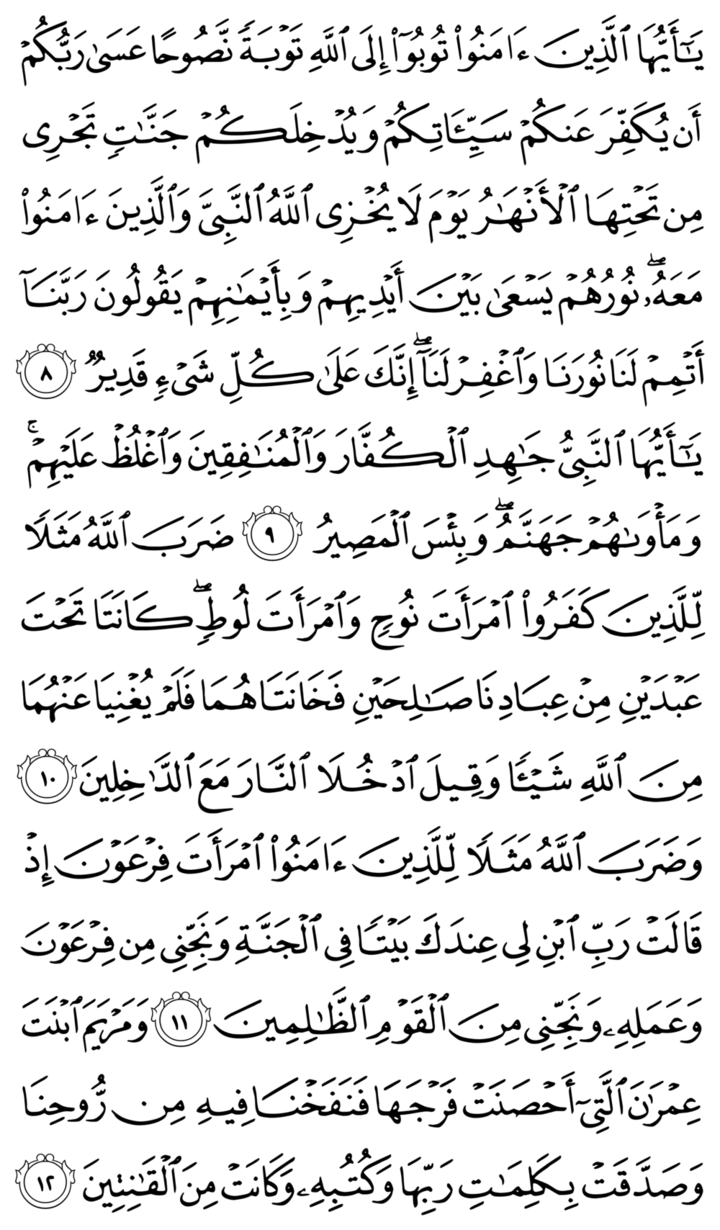 يَـٰٓأَيُّهَا ٱلَّذِينَ ءَامَنُوا۟ تُوبُوٓا۟ إِلَى ٱللَّهِ تَوْبَةً نَّصُوحًا عَسَىٰ رَبُّكُمْ
أَن يُكَفِّرَ عَنكُمْ سَيِّـَٔاتِكُمْ وَيُدْخِلَكُمْ جَنَّـٰتٍ تَجْرِى
مِن تَحْتِهَا ٱلْأَنْهَـٰرُ يَوْمَ لَا يُخْزِى ٱللَّهُ ٱلنَّبِىَّ وَٱلَّذِينَ ءَامَنُوا۟
مَعَهُۥ ۖ نُورُهُمْ يَسْعَىٰ بَيْنَ أَيْدِيهِمْ وَبِأَيْمَـٰنِهِمْ يَقُولُونَ رَبَّنَآ
أَتْمِمْ لَنَا نُورَنَا وَٱغْفِرْ لَنَآ ۖ إِنَّكَ عَلَىٰ كُلِّ شَىْءٍ قَدِيرٌ ٨
يَـٰٓأَيُّهَا ٱلنَّبِىُّ جَـٰهِدِ ٱلْكُفَّارَ وَٱلْمُنَـٰفِقِينَ وَٱغْلُظْ عَلَيْهِمْ ۚ
وَمَأْوَىٰهُمْ جَهَنَّمُ ۖ وَبِئْسَ ٱلْمَصِيرُ ٩ ضَرَبَ ٱللَّهُ مَثَلًا
لِّلَّذِينَ كَفَرُوا۟ ٱمْرَأَتَ نُوحٍ وَٱمْرَأَتَ لُوطٍ ۖ كَانَتَا تَحْتَ
عَبْدَيْنِ مِنْ عِبَادِنَا صَـٰلِحَيْنِ فَخَانَتَاهُمَا فَلَمْ يُغْنِيَا عَنْهُمَا
مِنَ ٱللَّهِ شَيْـًٔا وَقِيلَ ٱدْخُلَا ٱلنَّارَ مَعَ ٱلدَّٰخِلِينَ ١٠
وَضَرَبَ ٱللَّهُ مَثَلًا لِّلَّذِينَ ءَامَنُوا۟ ٱمْرَأَتَ فِرْعَوْنَ إِذْ
قَالَتْ رَبِّ ٱبْنِ لِى عِندَكَ بَيْتًا فِى ٱلْجَنَّةِ وَنَجِّنِى مِن فِرْعَوْنَ
وَعَمَلِهِۦ وَنَجِّنِى مِنَ ٱلْقَوْمِ ٱلظَّـٰلِمِينَ ١١ وَمَرْيَمَ ٱبْنَتَ
عِمْرَٰنَ ٱلَّتِىٓ أَحْصَنَتْ فَرْجَهَا فَنَفَخْنَا فِيهِ مِن رُّوحِنَا
وَصَدَّقَتْ بِكَلِمَـٰتِ رَبِّهَا وَكُتُبِهِۦ وَكَانَتْ مِنَ ٱلْقَـٰنِتِينَ ١٢